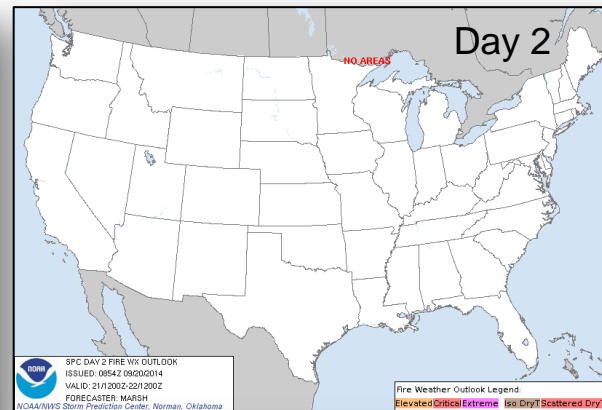 Day 2
NO AREAS
NOAA
SPC DAY 2 FIRE WX OUTLOOK
ISSUED: 0854Z 09/20/2014
VALID: 21/1200Z-22/1200Z
FORECASTER: MARSH
NOAA/NWS Storm Prediction Center, Norman, Oklahoma
Fire Weather Outlook Legend:
Elevated Critical Extreme Iso DryT Scattered DryT